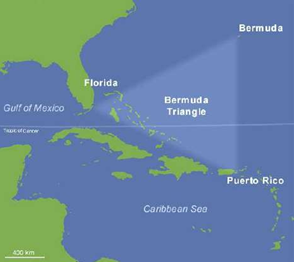 Bermuda
Florida
Bermuda
Triangle
Gulf of Mexico
Tropic of Cancer
Puerto Rico
Caribbean Sea
400 km